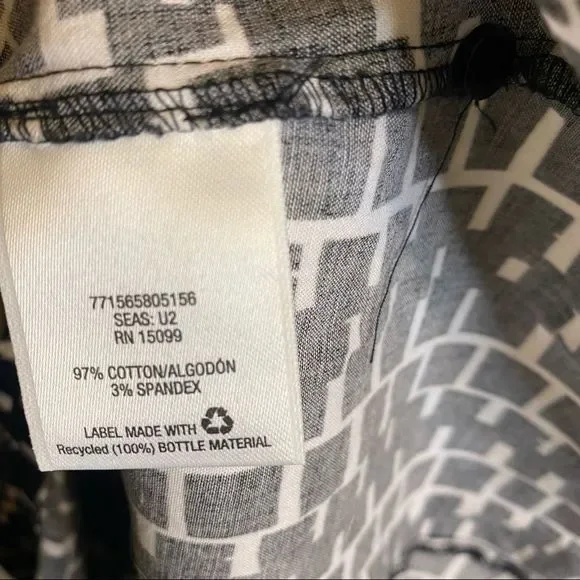 771565805156
SEAS: U2
RN 15099
97% COTTON/ALGODÓN
3% SPANDEX
LABEL MADE WITH
Recycled (100%) BOTTLE MATERIAL